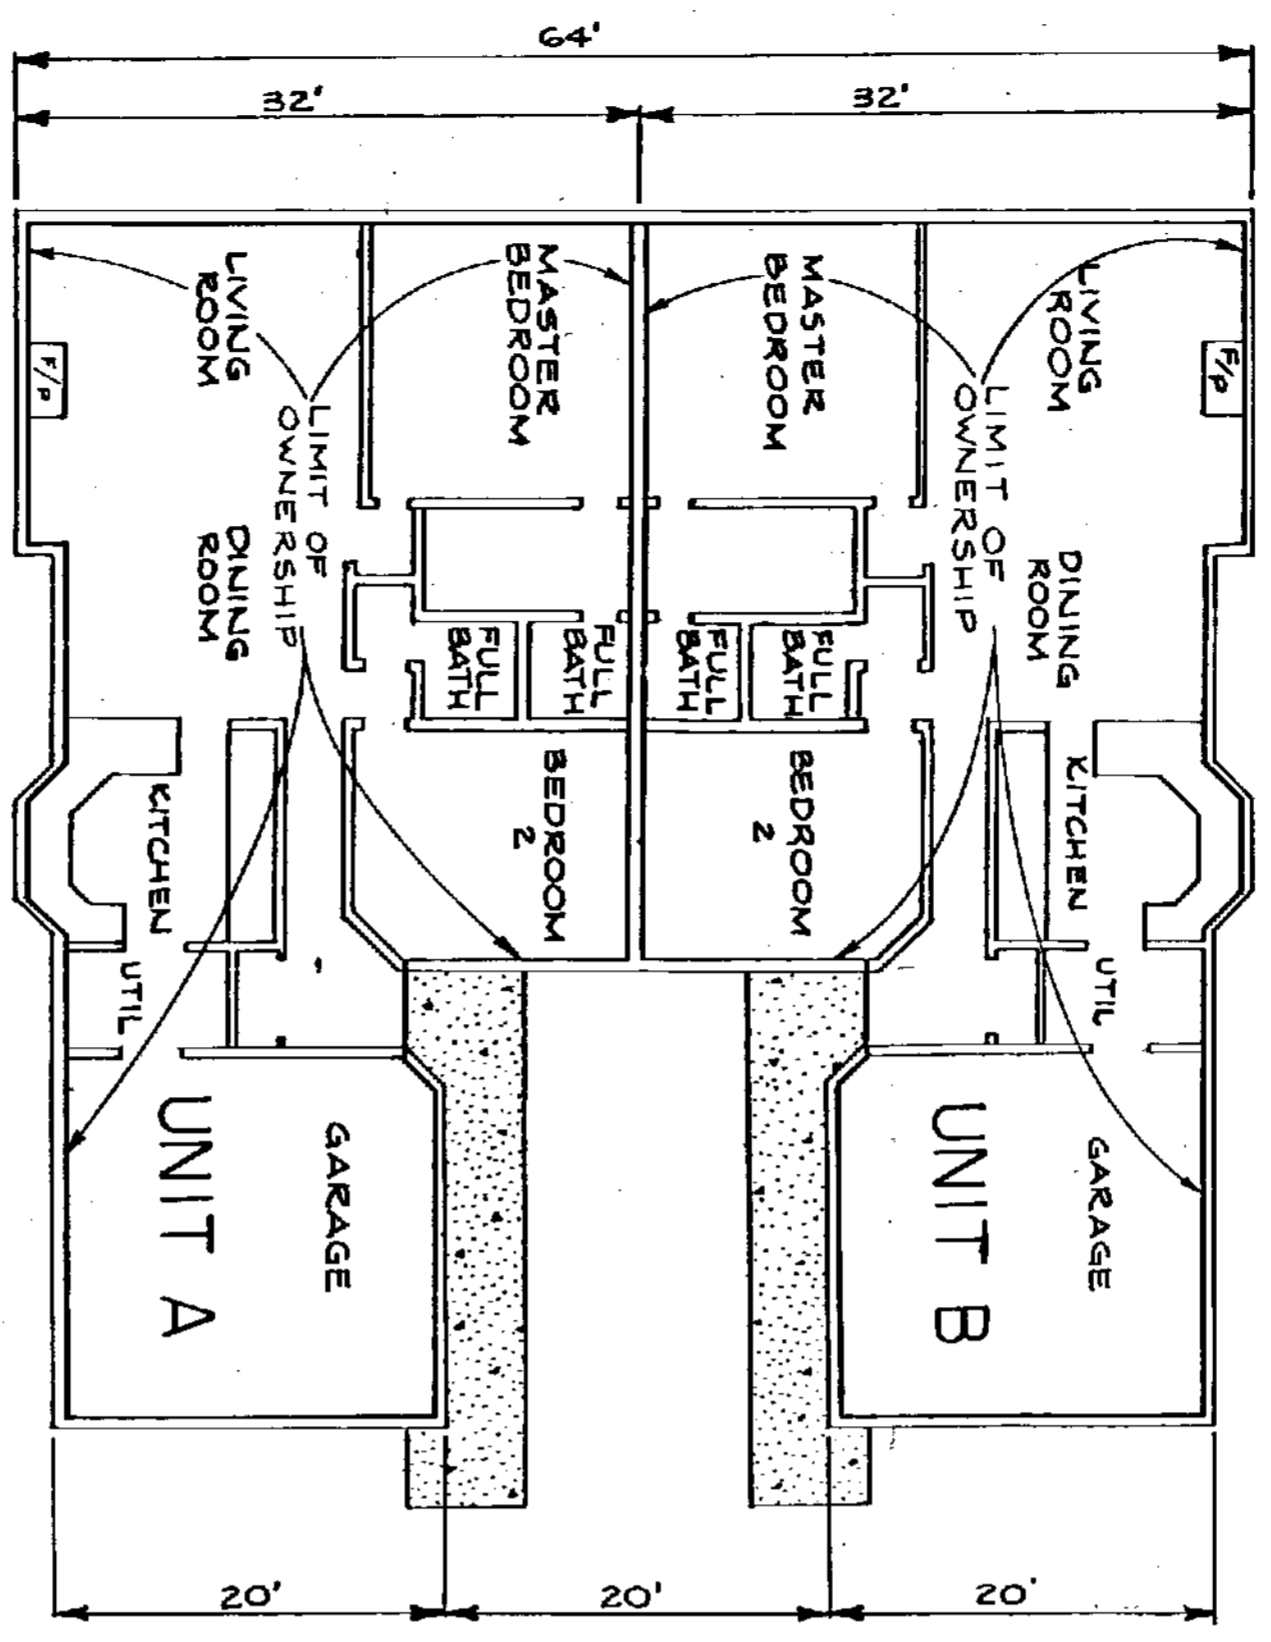 64'
32'
32'
LIVING
ROOM
MASTER
BEDROOM
MASTER
BEDROOM
LIVING
ROOM
F/P
F/P
LIMIT OF
OWNERSHIP
LIMIT OF
OWNERSHIP
DINING
ROOM
DINING
ROOM
FULL
BATH
FULL
BATH
FULL
BATH
FULL
BATH
KITCHEN
BEDROOM
2
BEDROOM
2
KITCHEN
UTIL
UTIL
UNIT A
GARAGE
UNIT B
GARAGE
20'
20'
20'